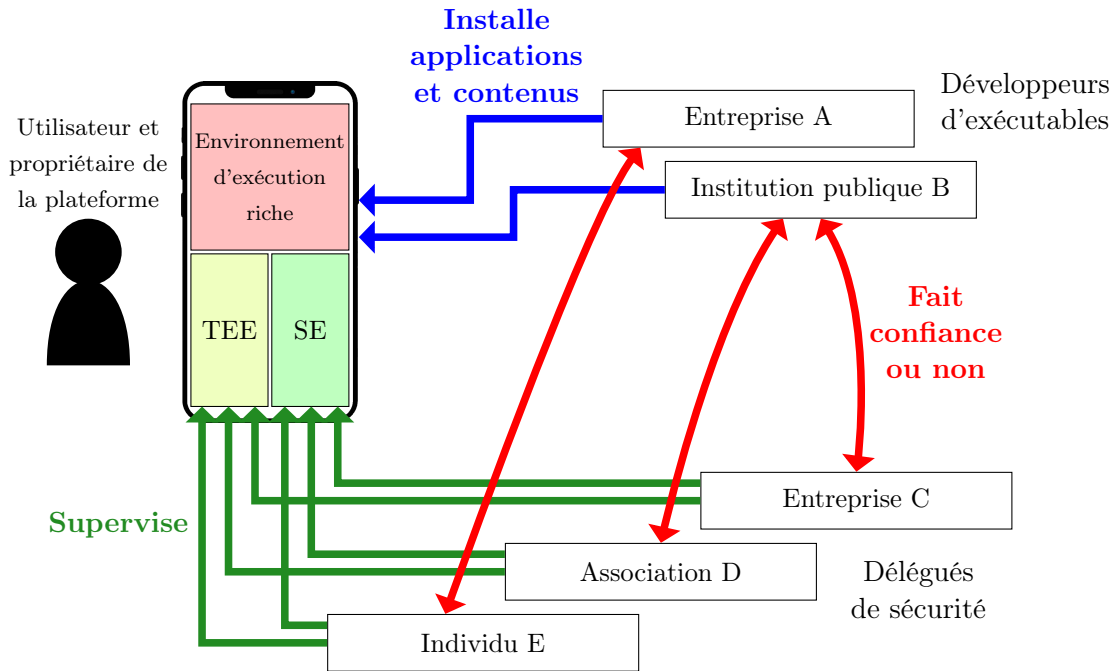 Installe
applications
et contenus
Développeurs
d'exécutables
Entreprise A
Utilisateur et
propriétaire de
la plateforme
Environnement
d'exécution
riche
Institution publique B
TEE
SE
Fait
confiance
ou non
Supervise
Entreprise C
Association D
Délégués
de sécurité
Individu E